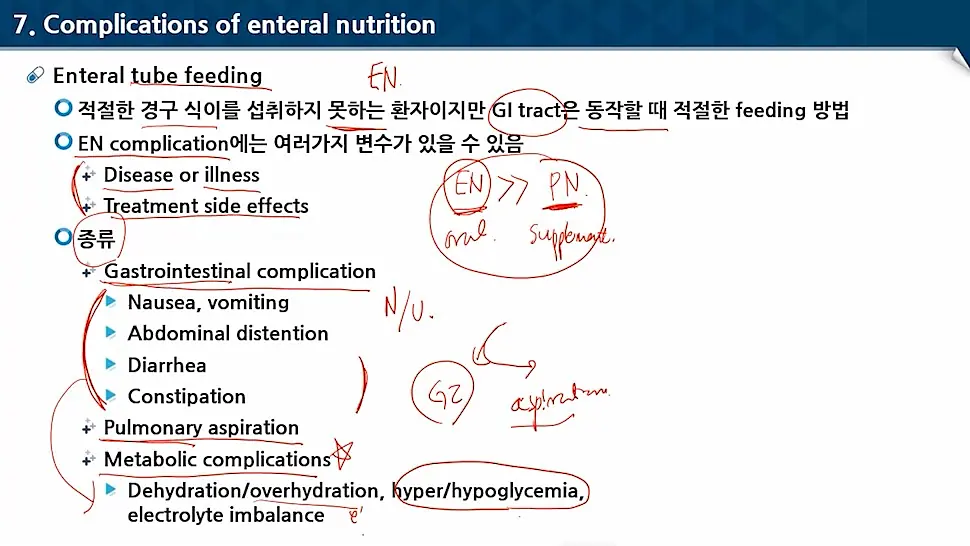 7. Complications of enteral nutrition
Enteral tube feeding
EN.
적절한 경구 식이를 섭취하지 못하는 환자이지만 GI tract은 동작할 때 적절한 feeding 방법
EN complication에는 여러가지 변수가 있을 수 있음
Disease or illness
Treatment side effects
EN >> PN.
oral. supplement.
종류
Gastrointestinal complication
Nausea, vomiting
N/V.
Abdominal distention
Diarrhea
Constipation
GI
aspiration.
Pulmonary aspiration
Metabolic complications
Dehydration/overhydration, hyper/hypoglycemia,
electrolyte imbalance